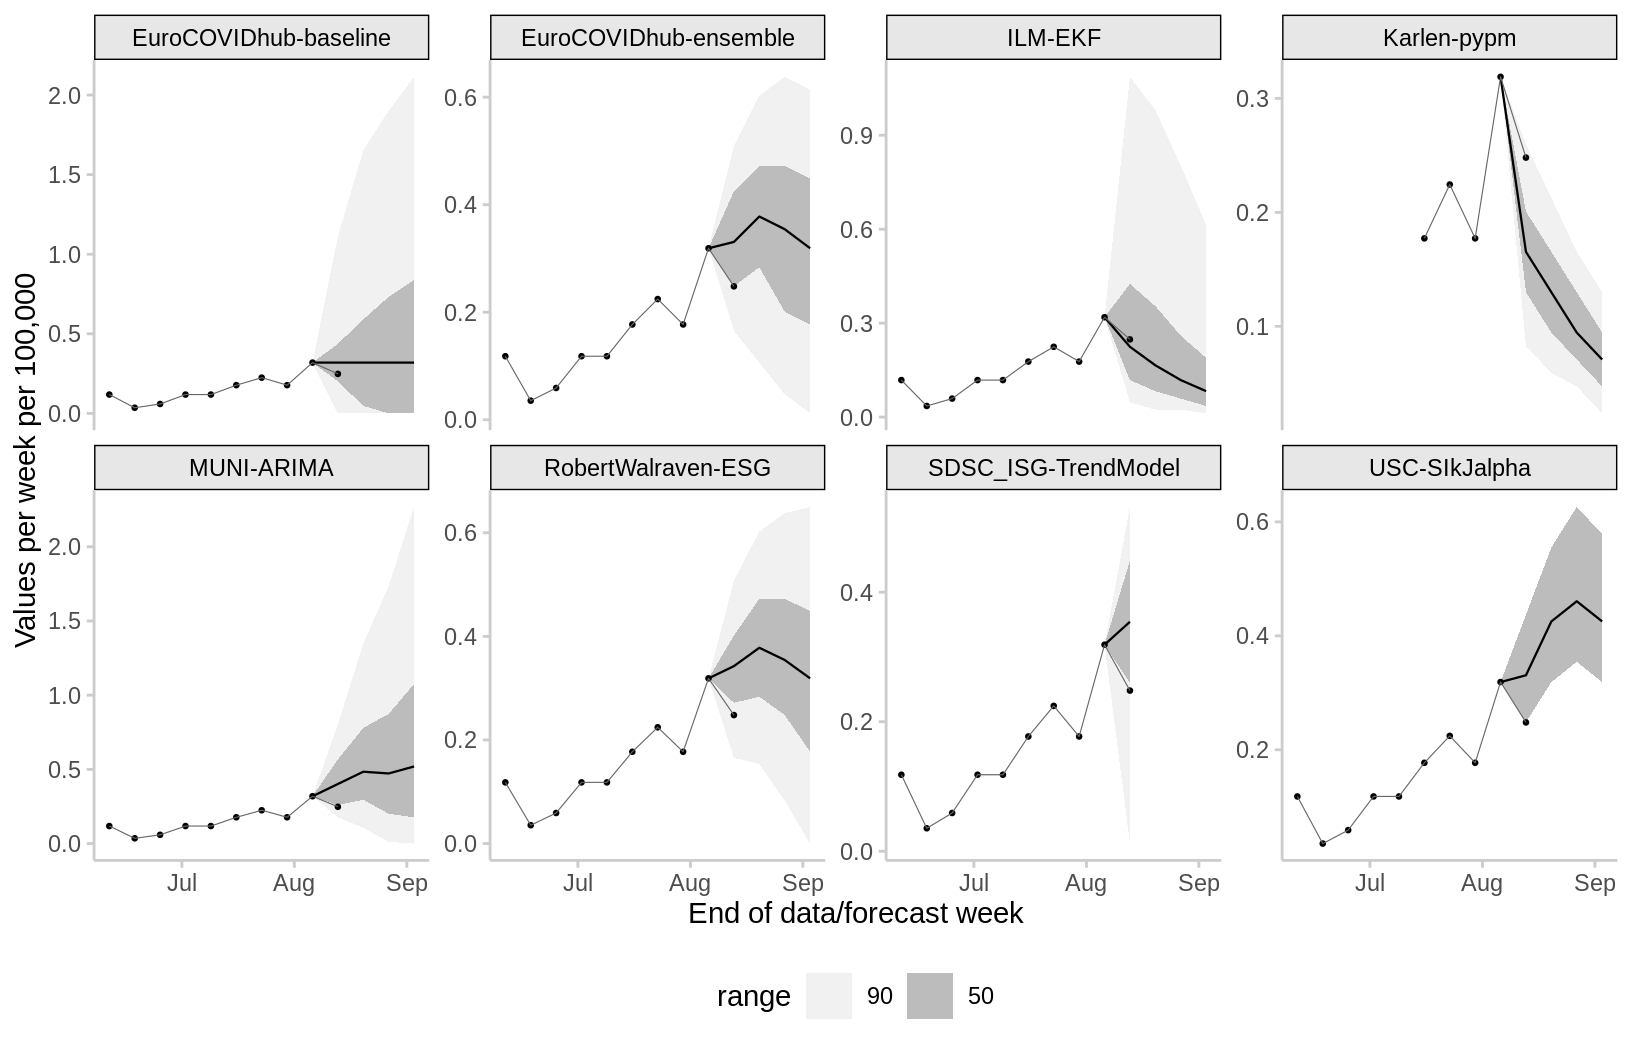 EuroCOVIDhub-baseline
EuroCOVIDhub-ensemble
ILM-EKF
Karlen-pypm
2.0
1.5
1.0
0.5
0.0
0.6
0.4
0.2
0.0
0.9
0.6
0.3
0.0
0.3
0.2
0.1
Values per week per 100,000
MUNI-ARIMA
RobertWalraven-ESG
SDSC_ISG-TrendModel
USC-SIkJalpha
2.0
1.5
1.0
0.5
0.0
0.6
0.4
0.2
0.0
0.4
0.2
0.0
0.6
0.4
0.2
Jul Aug Sep
Jul Aug Sep
Jul Aug Sep
Jul Aug Sep
End of data/forecast week
range 90 50